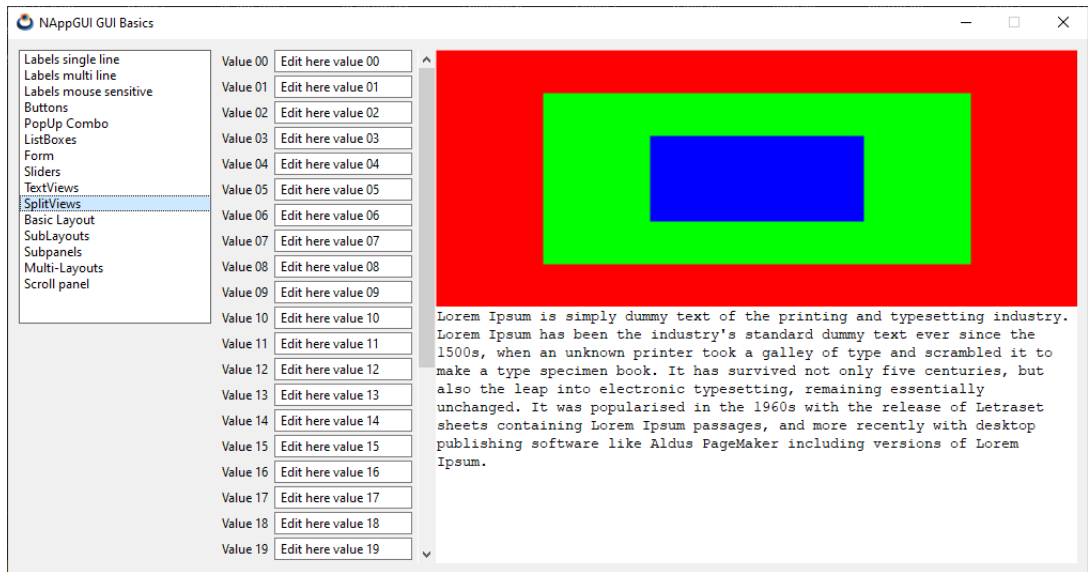 NAppGUI GUI Basics
Labels single line
Labels multi line
Labels mouse sensitive
Buttons
PopUp Combo
ListBoxes
Form
Sliders
TextViews
SplitViews
Basic Layout
SubLayouts
Subpanels
Multi-Layouts
Scroll panel
Value 00 Edit here value 00
Value 01 Edit here value 01
Value 02 Edit here value 02
Value 03 Edit here value 03
Value 04 Edit here value 04
Value 05 Edit here value 05
Value 06 Edit here value 06
Value 07 Edit here value 07
Value 08 Edit here value 08
Value 09 Edit here value 09
Value 10 Edit here value 10
Value 11 Edit here value 11
Value 12 Edit here value 12
Value 13 Edit here value 13
Value 14 Edit here value 14
Value 15 Edit here value 15
Value 16 Edit here value 16
Value 17 Edit here value 17
Value 18 Edit here value 18
Value 19 Edit here value 19
Lorem Ipsum is simply dummy text of the printing and typesetting industry.
Lorem Ipsum has been the industry's standard dummy text ever since the
1500s, when an unknown printer took a galley of type and scrambled it to
make a type specimen book. It has survived not only five centuries, but
also the leap into electronic typesetting, remaining essentially
unchanged. It was popularised in the 1960s with the release of Letraset
sheets containing Lorem Ipsum passages, and more recently with desktop
publishing software like Aldus PageMaker including versions of Lorem
Ipsum.